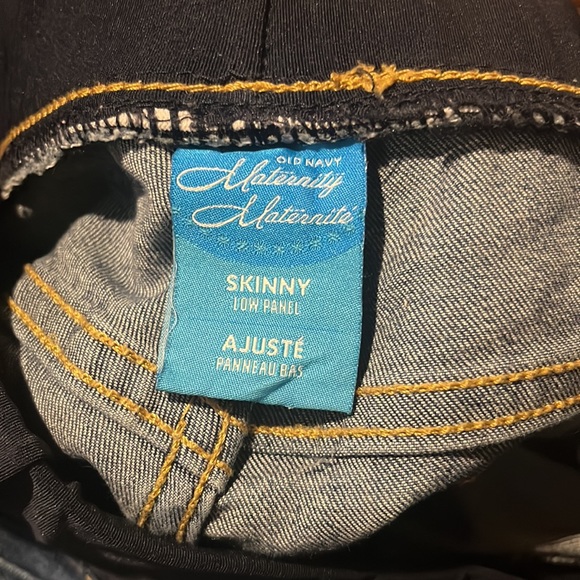 OLD NAVY
Maternity
Maternité
SKINNY
LOW PANEL
AJUSTÉ
PANNEAU BAS